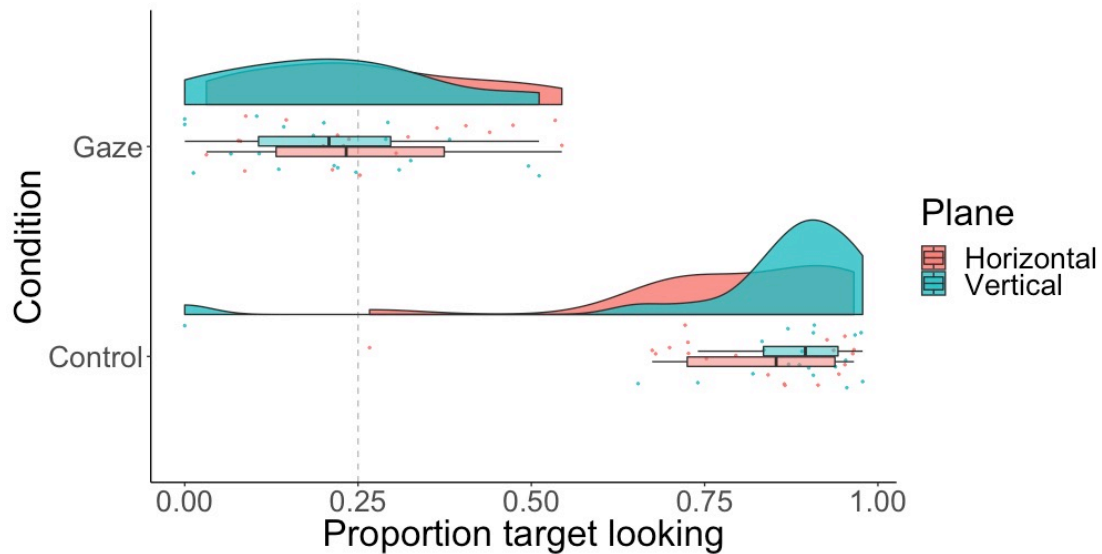 Condition
Gaze
Control
0.00 0.25 0.50 0.75 1.00
Proportion target looking
Plane
Horizontal
Vertical